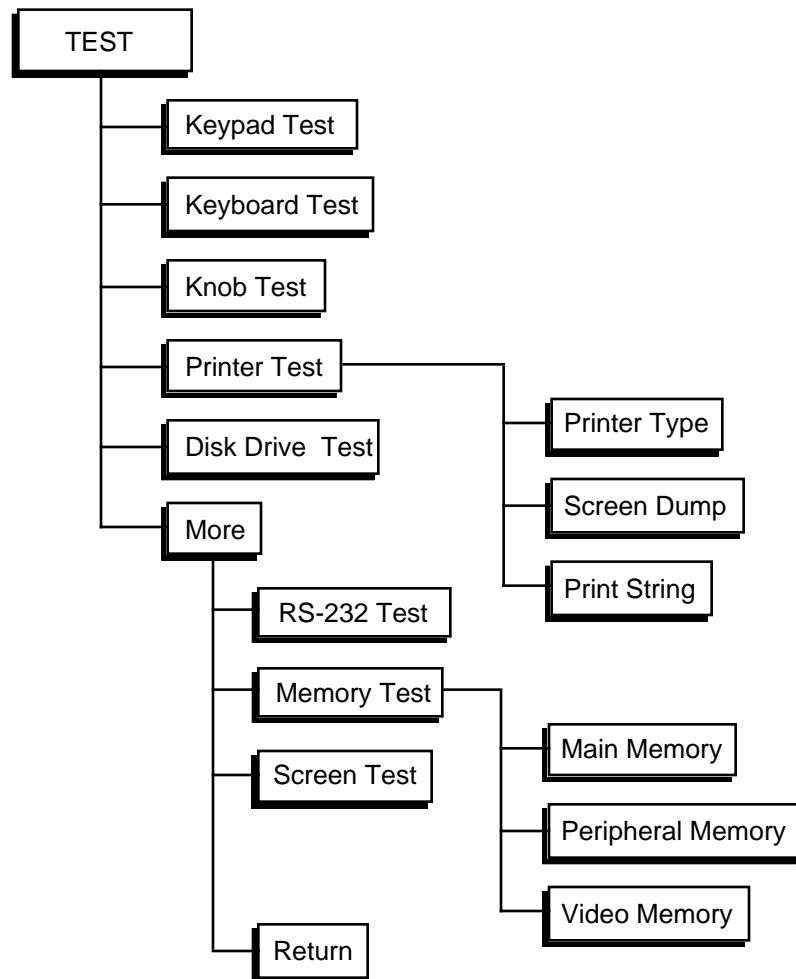 TEST
Keypad Test
Keyboard Test
Knob Test
Printer Test
Printer Type
Screen Dump
Print String
Disk Drive  Test
More
RS-232 Test
Memory Test
Main Memory
Peripheral Memory
Video Memory
Screen Test
Return